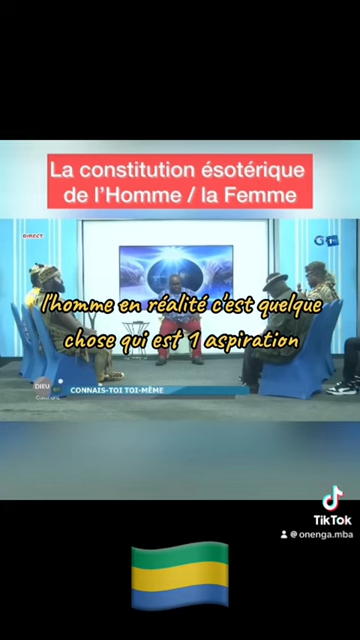 La constitution ésotérique
de l'Homme / la Femme
DIRECT
l'homme en réalité c'est quelque
chose qui est 1 aspiration
DIEU
CONNAIS-TOI TOI-MÊME
TikTok
@onenga.mba